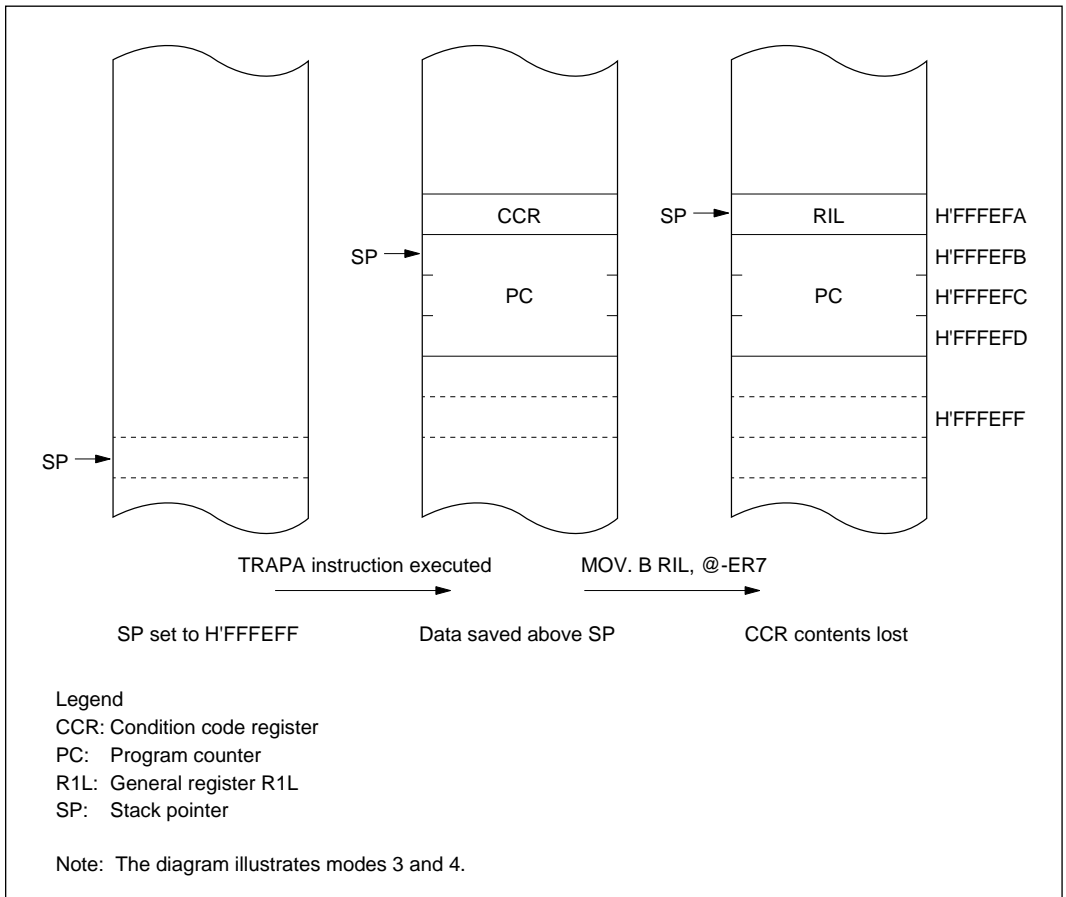 CCR
SP
RIL
H'FFFEFA
SP
H'FFFEFB
PC
PC
H'FFFEFC
H'FFFEFD
H'FFFEFF
SP
TRAPA instruction executed
MOV. B RIL, @-ER7
SP set to H'FFFEFF
Data saved above SP
CCR contents lost
Legend
CCR: Condition code register
PC: Program counter
R1L: General register R1L
SP: Stack pointer
Note: The diagram illustrates modes 3 and 4.